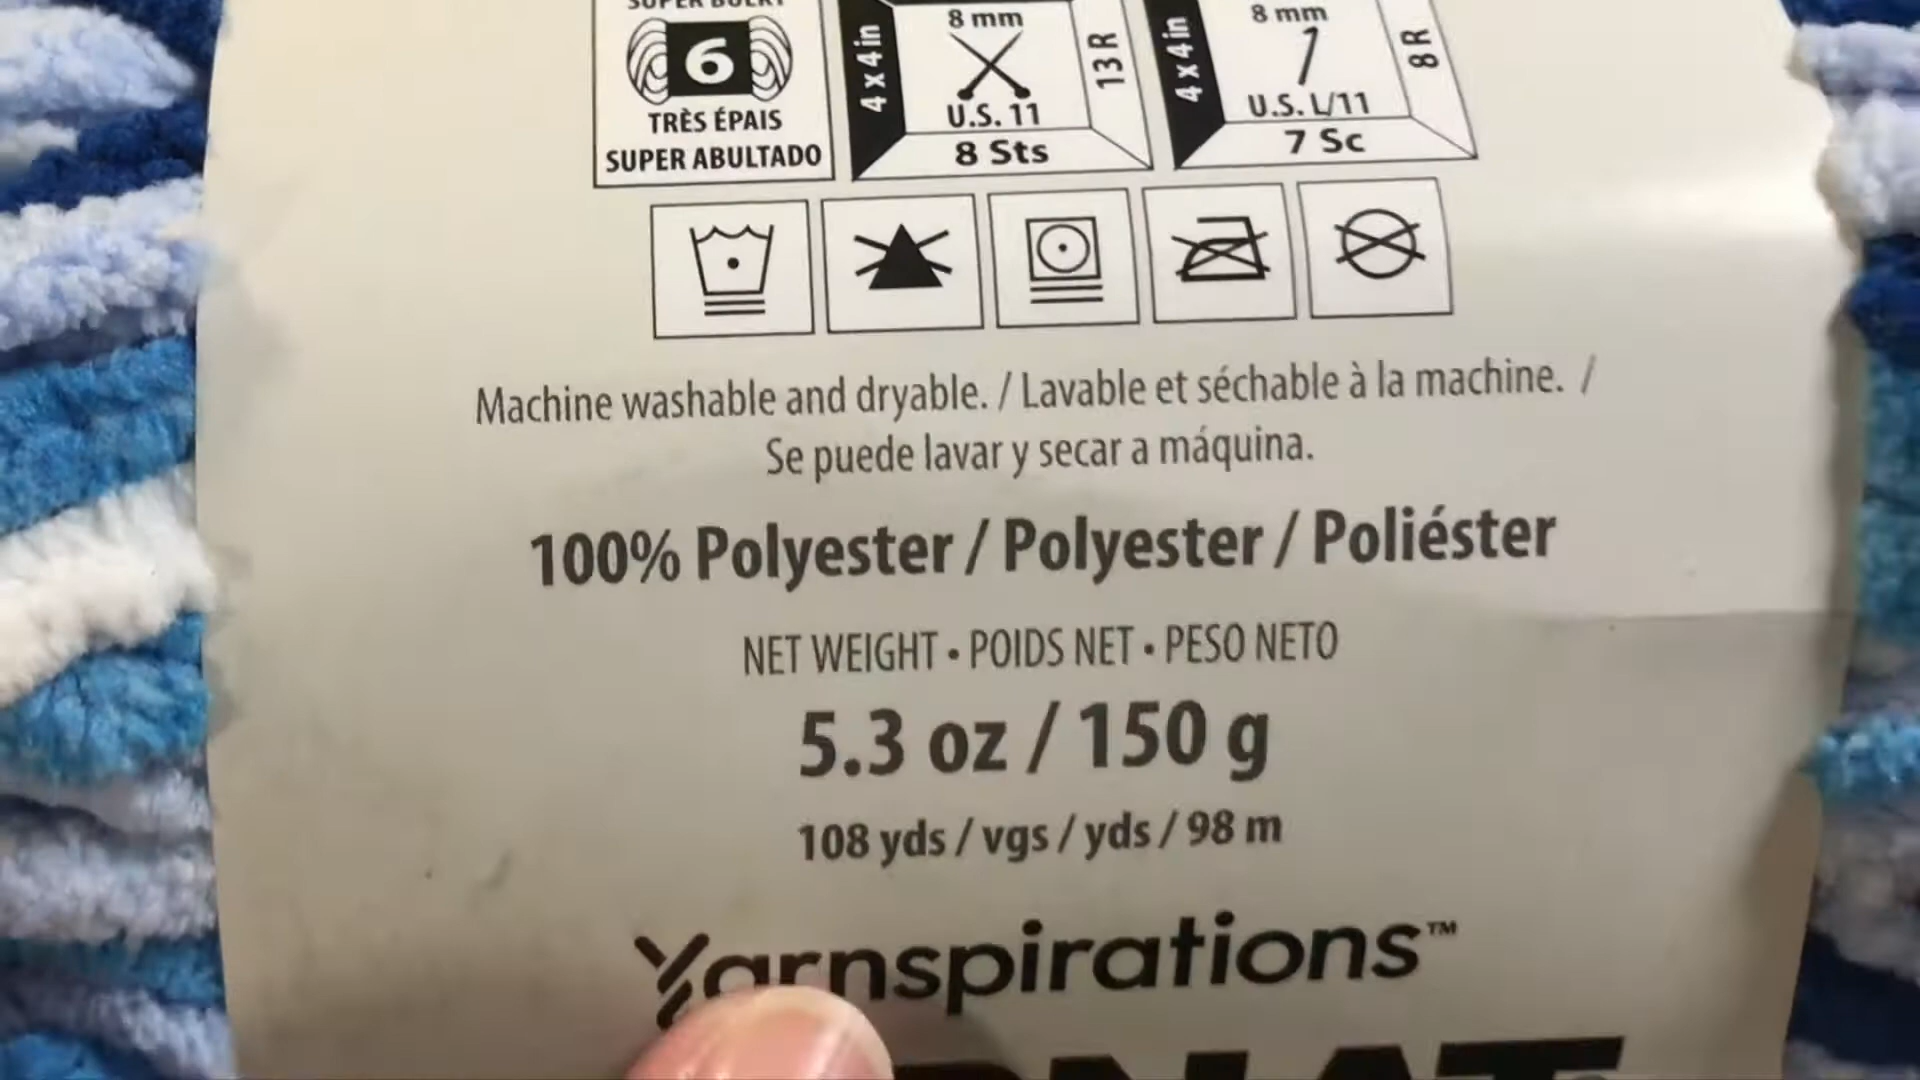 SUPER BULKY
6
TRÈS ÉPAIS
SUPER ABULTADO
4 x 4 in
8 mm
U.S. 11
8 Sts
13 R
4 x 4 in
8 mm
U.S. L/11
7 Sc
8 R
Machine washable and dryable. / Lavable et séchable à la machine. /
Se puede lavar y secar a máquina.
100% Polyester / Polyester / Poliéster
NET WEIGHT • POIDS NET • PESO NETO
5.3 oz / 150 g
108 yds / vgs / yds / 98 m
Yarnspirations™